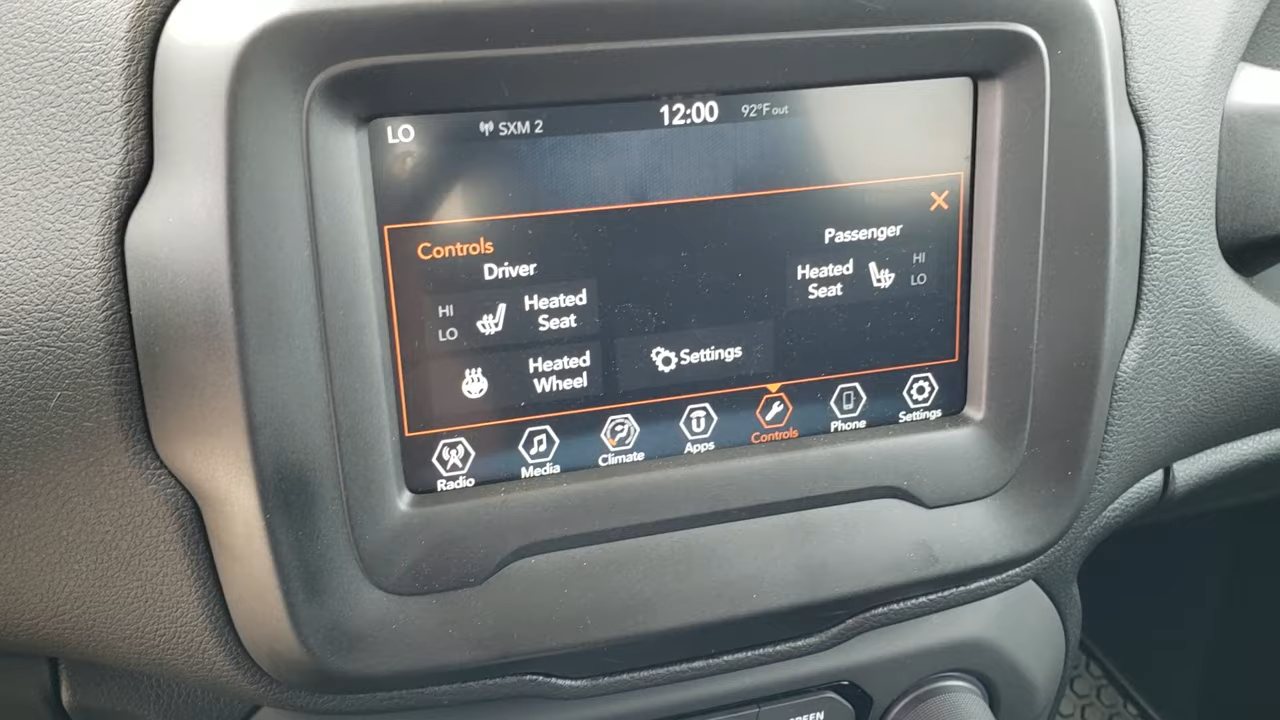 LO
SXM 2
12:00
92°F out
Controls
Driver
Passenger
HI
LO
Heated
Seat
Heated
Seat
HI
LO
Heated
Wheel
Settings
Radio
Media
Climate
Apps
Controls
Phone
Settings